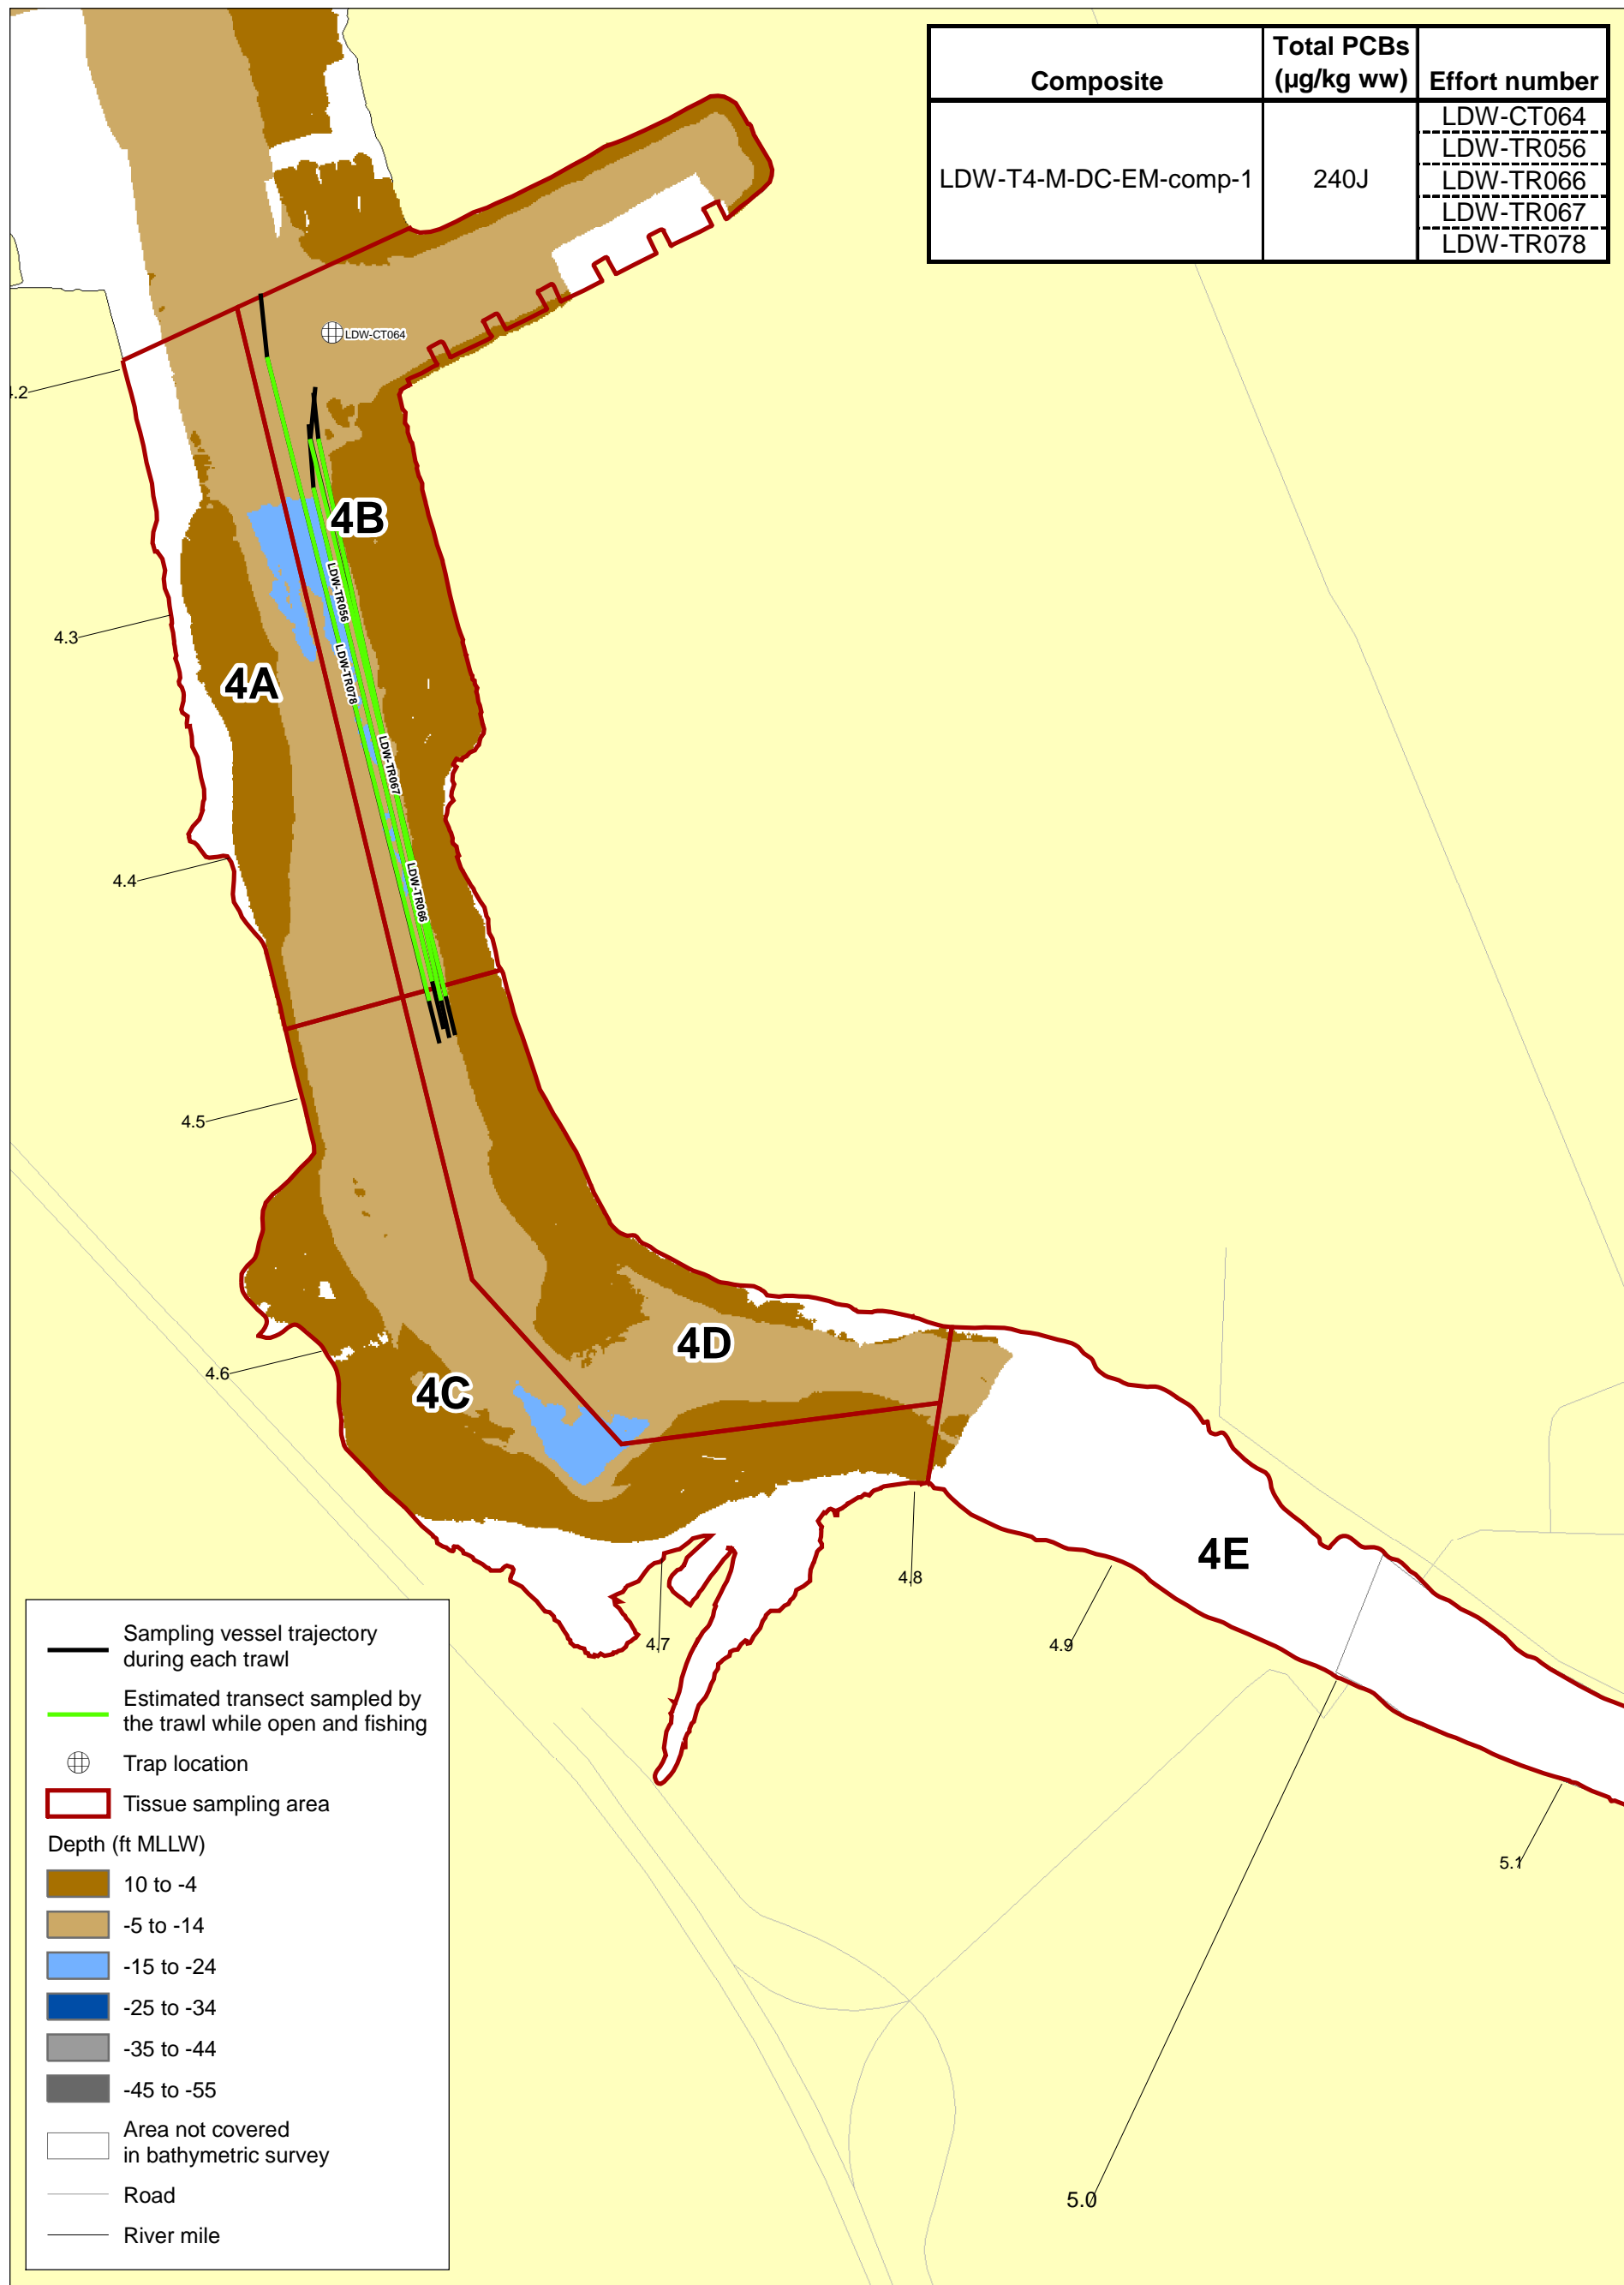 Composite
Total PCBs
(µg/kg ww)
Effort number
LDW-T4-M-DC-EM-comp-1
240J
LDW-CT064
LDW-TR056
LDW-TR066
LDW-TR067
LDW-TR078
LDW-CT064
4.2
4B
LDW-TR056
4.3
LDW-TR078
4A
LDW-TR067
4.4
LDW-TR066
4.5
4D
4.6
4C
4E
4.8
4.7
4.9
5.1
5.0
Sampling vessel trajectory
during each trawl
Estimated transect sampled by
the trawl while open and fishing
Trap location
Tissue sampling area
Depth (ft MLLW)
10 to -4
-5 to -14
-15 to -24
-25 to -34
-35 to -44
-45 to -55
Area not covered
in bathymetric survey
Road
River mile